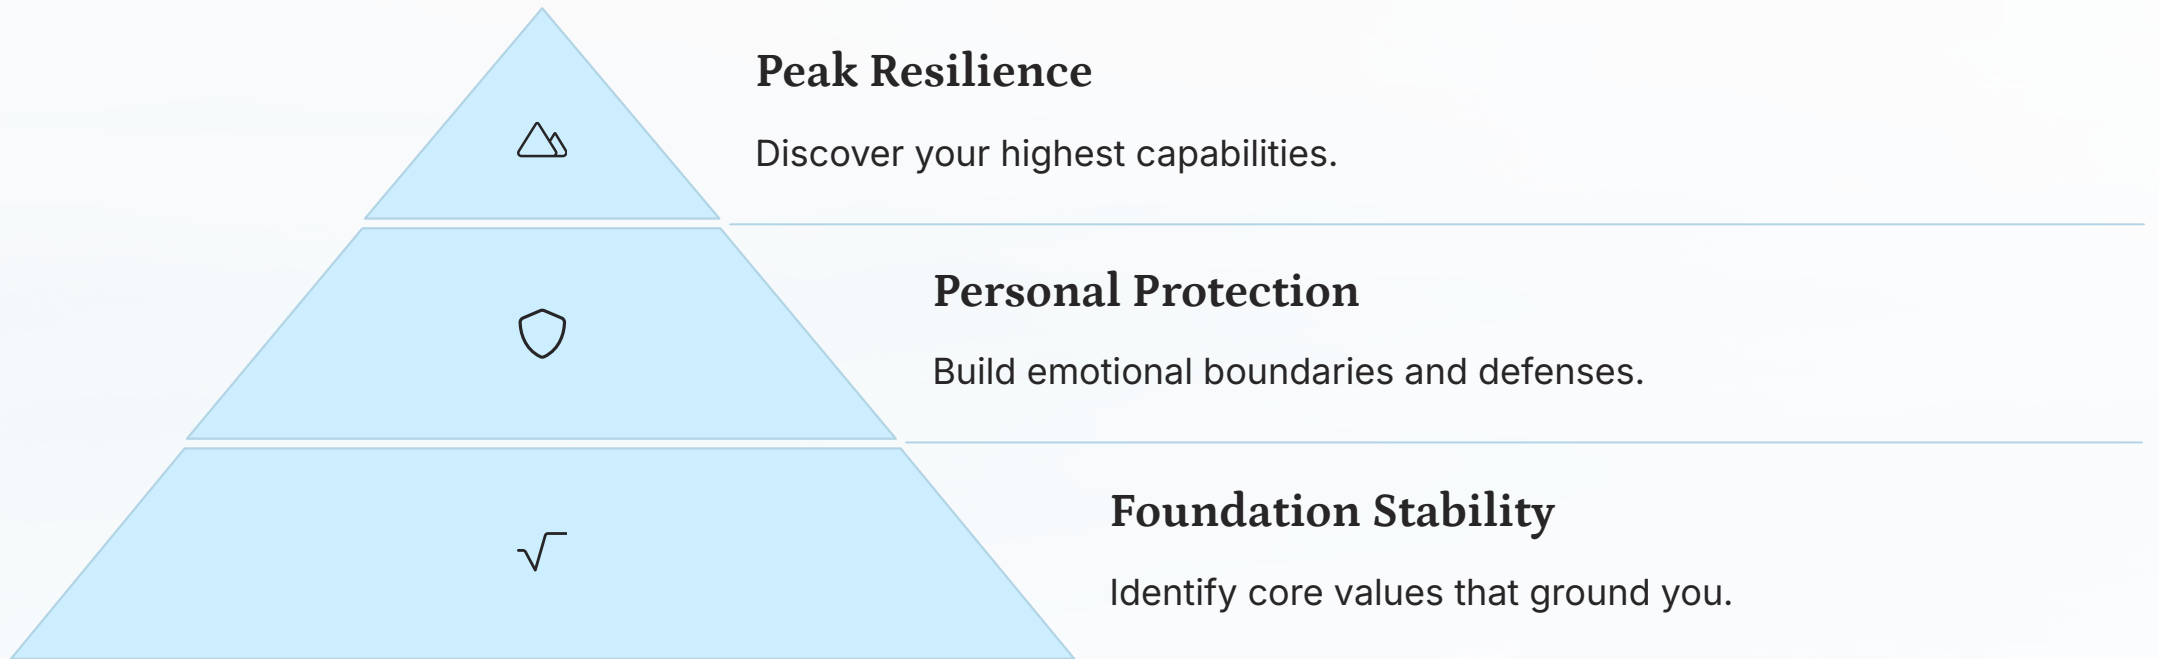 Peak Resilience
Discover your highest capabilities.
Personal Protection
Build emotional boundaries and defenses.
Foundation Stability
Identify core values that ground you.